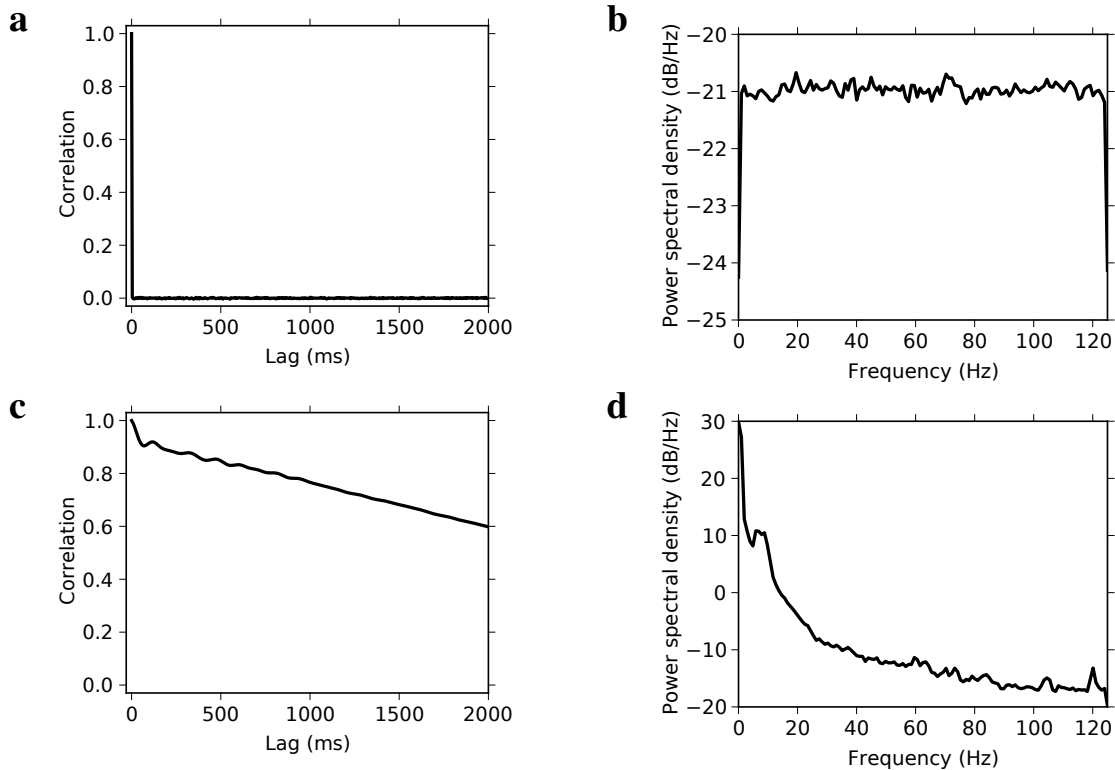 a
1.0
0.8
0.6
0.4
0.2
0.0
Correlation
0 500 1000 1500 2000
Lag (ms)
b
−20
−21
−22
−23
−24
−25
Power spectral density (dB/Hz)
0 20 40 60 80 100 120
Frequency (Hz)
c
1.0
0.8
0.6
0.4
0.2
0.0
Correlation
0 500 1000 1500 2000
Lag (ms)
d
30
20
10
0
−10
−20
Power spectral density (dB/Hz)
0 20 40 60 80 100 120
Frequency (Hz)